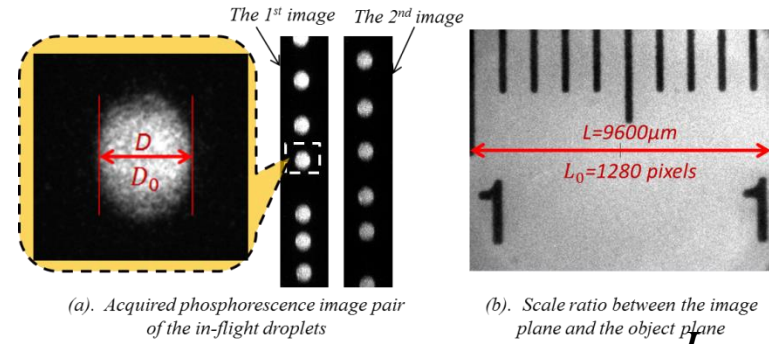 The 1st image
The 2nd image
D
D₀
L=9600μm
L₀=1280 pixels
1
1
(a). Acquired phosphorescence image pair
of the in-flight droplets
(b). Scale ratio between the image
plane and the object plane